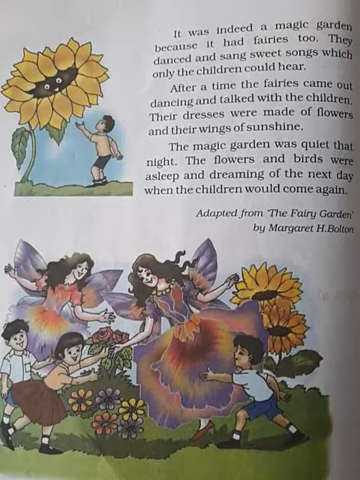 It was indeed a magic garden
because it had fairies too. They
danced and sang sweet songs which
only the children could hear.
After a time the fairies came out
dancing and talked with the children.
Their dresses were made of flowers
and their wings of sunshine.
The magic garden was quiet that
night. The flowers and birds were
asleep and dreaming of the next day
when the children would come again.
Adapted from 'The Fairy Garden'
by Margaret H.Bolton